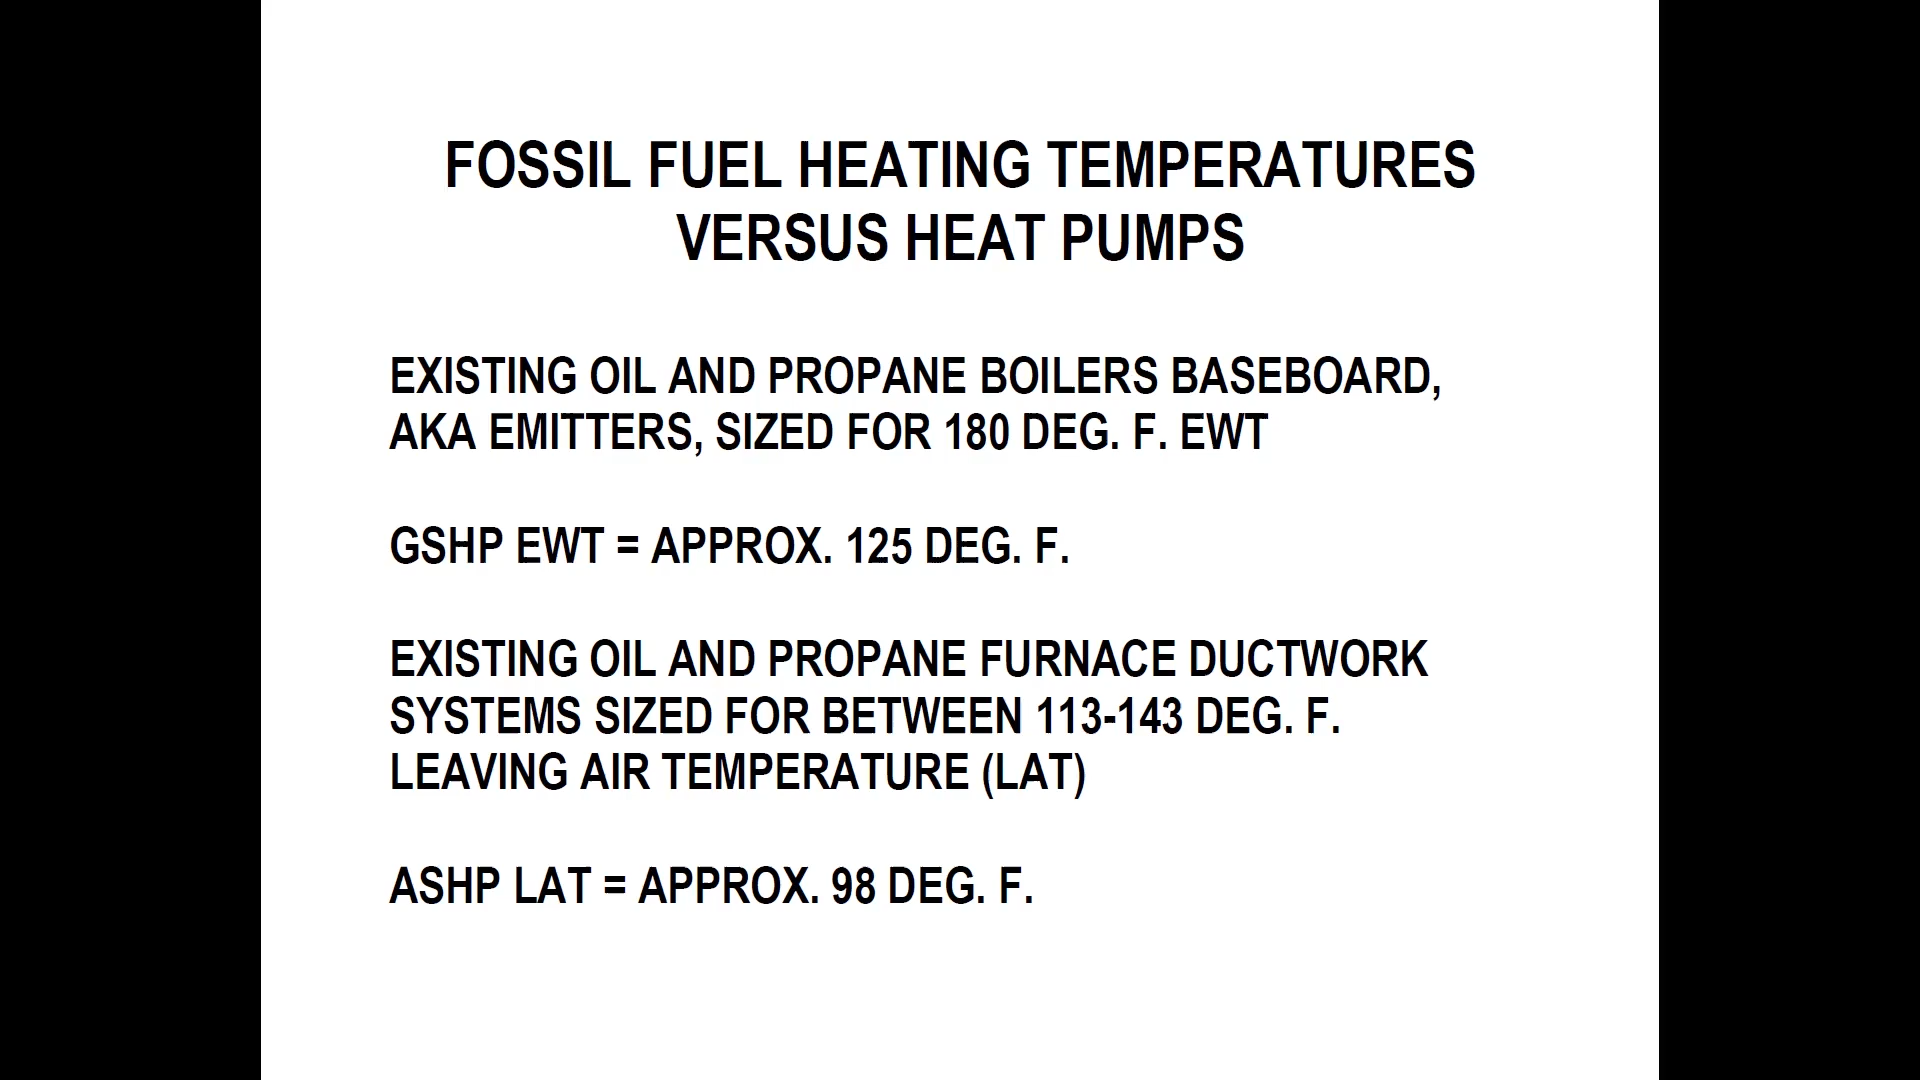 FOSSIL FUEL HEATING TEMPERATURES
VERSUS HEAT PUMPS
EXISTING OIL AND PROPANE BOILERS BASEBOARD,
AKA EMITTERS, SIZED FOR 180 DEG. F. EWT
GSHP EWT = APPROX. 125 DEG. F.
EXISTING OIL AND PROPANE FURNACE DUCTWORK
SYSTEMS SIZED FOR BETWEEN 113-143 DEG. F.
LEAVING AIR TEMPERATURE (LAT)
ASHP LAT = APPROX. 98 DEG. F.